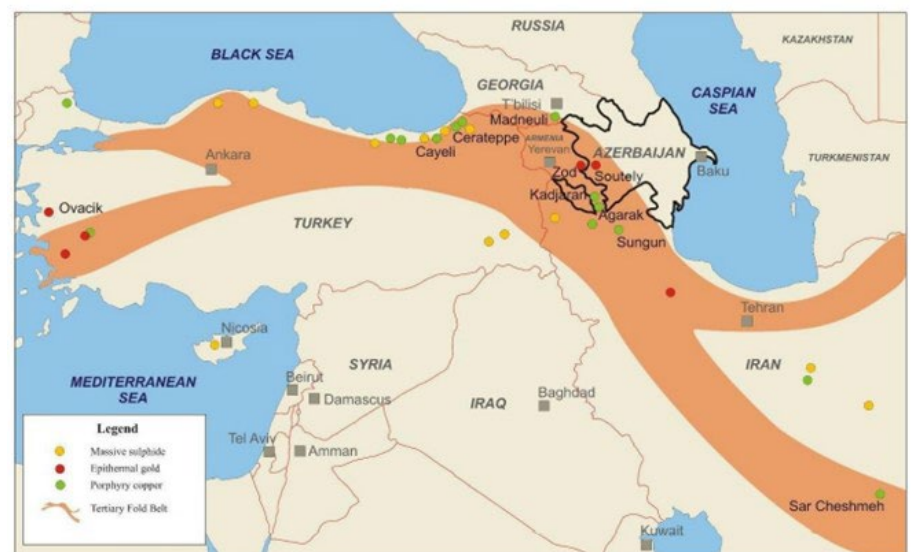 RUSSIA
KAZAKHSTAN
BLACK SEA
GEORGIA
CASPIAN
SEA
T'bilisi
Madneuli
Cerateppe
ARMENIA
Yerevan
AZERBAIJAN
Cayeli
Ankara
Zod
Soutely
Baku
TURKMENISTAN
Kadjaran
Ovacik
TURKEY
Agarak
Sungun
Tehran
Nicosia
SYRIA
IRAN
MEDITERRANEAN
SEA
Beirut
Damascus
IRAQ
Baghdad
Tel Aviv
Amman
Sar Cheshmeh
Kuwait
Legend
Massive sulphide
Epithermal gold
Porphyry copper
Tertiary Fold Belt